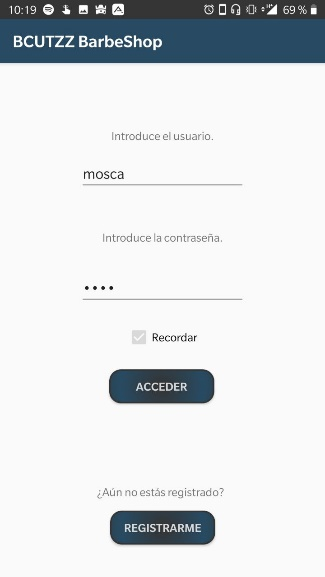 10:19
69 %
BCUTZZ BarbeShop
Introduce el usuario.
mosca
Introduce la contraseña.
••••
Recordar
ACCEDER
¿Aún no estás registrado?
REGISTRARME